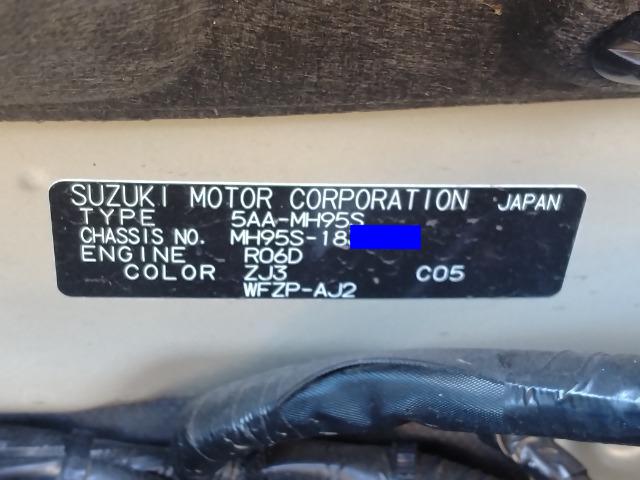 SUZUKI MOTOR CORPORATION JAPAN
TYPE 5AA-MH95S
CHASSIS NO. MH95S-18
ENGINE R06D
COLOR ZJ3 C05
WFZP-AJ2